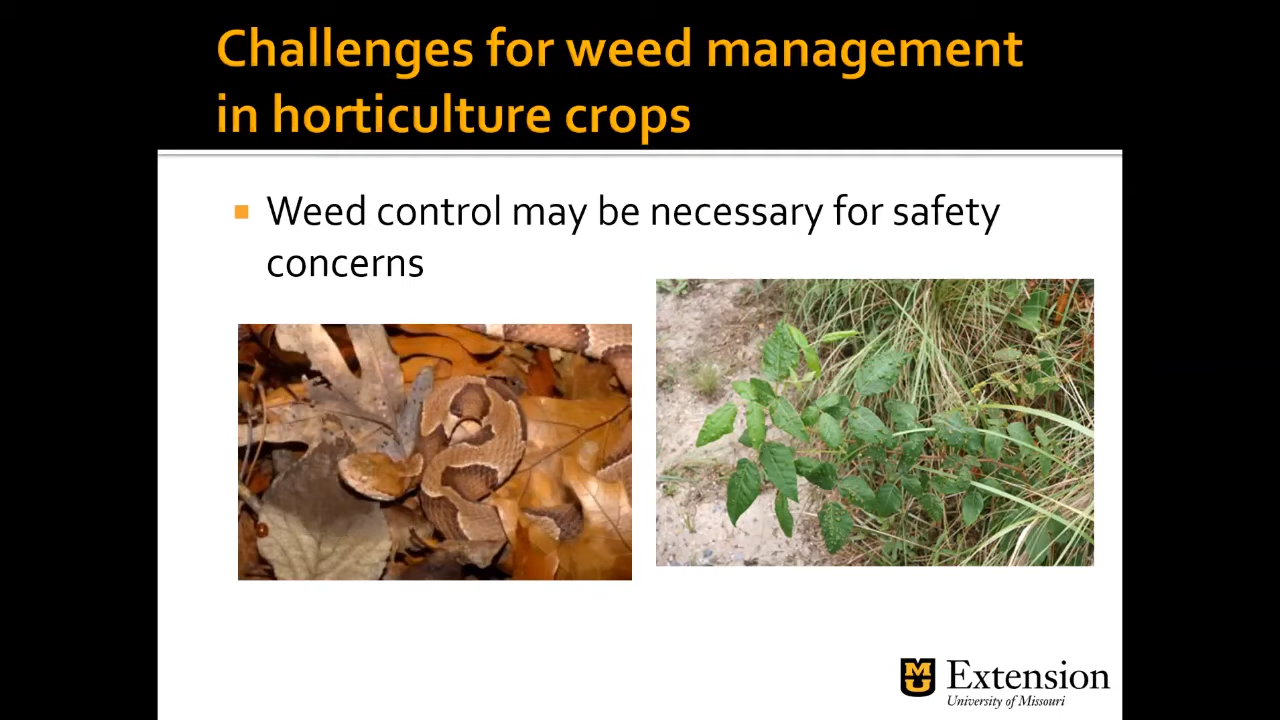 Challenges for weed management
in horticulture crops
Weed control may be necessary for safety
concerns
MU Extension
University of Missouri